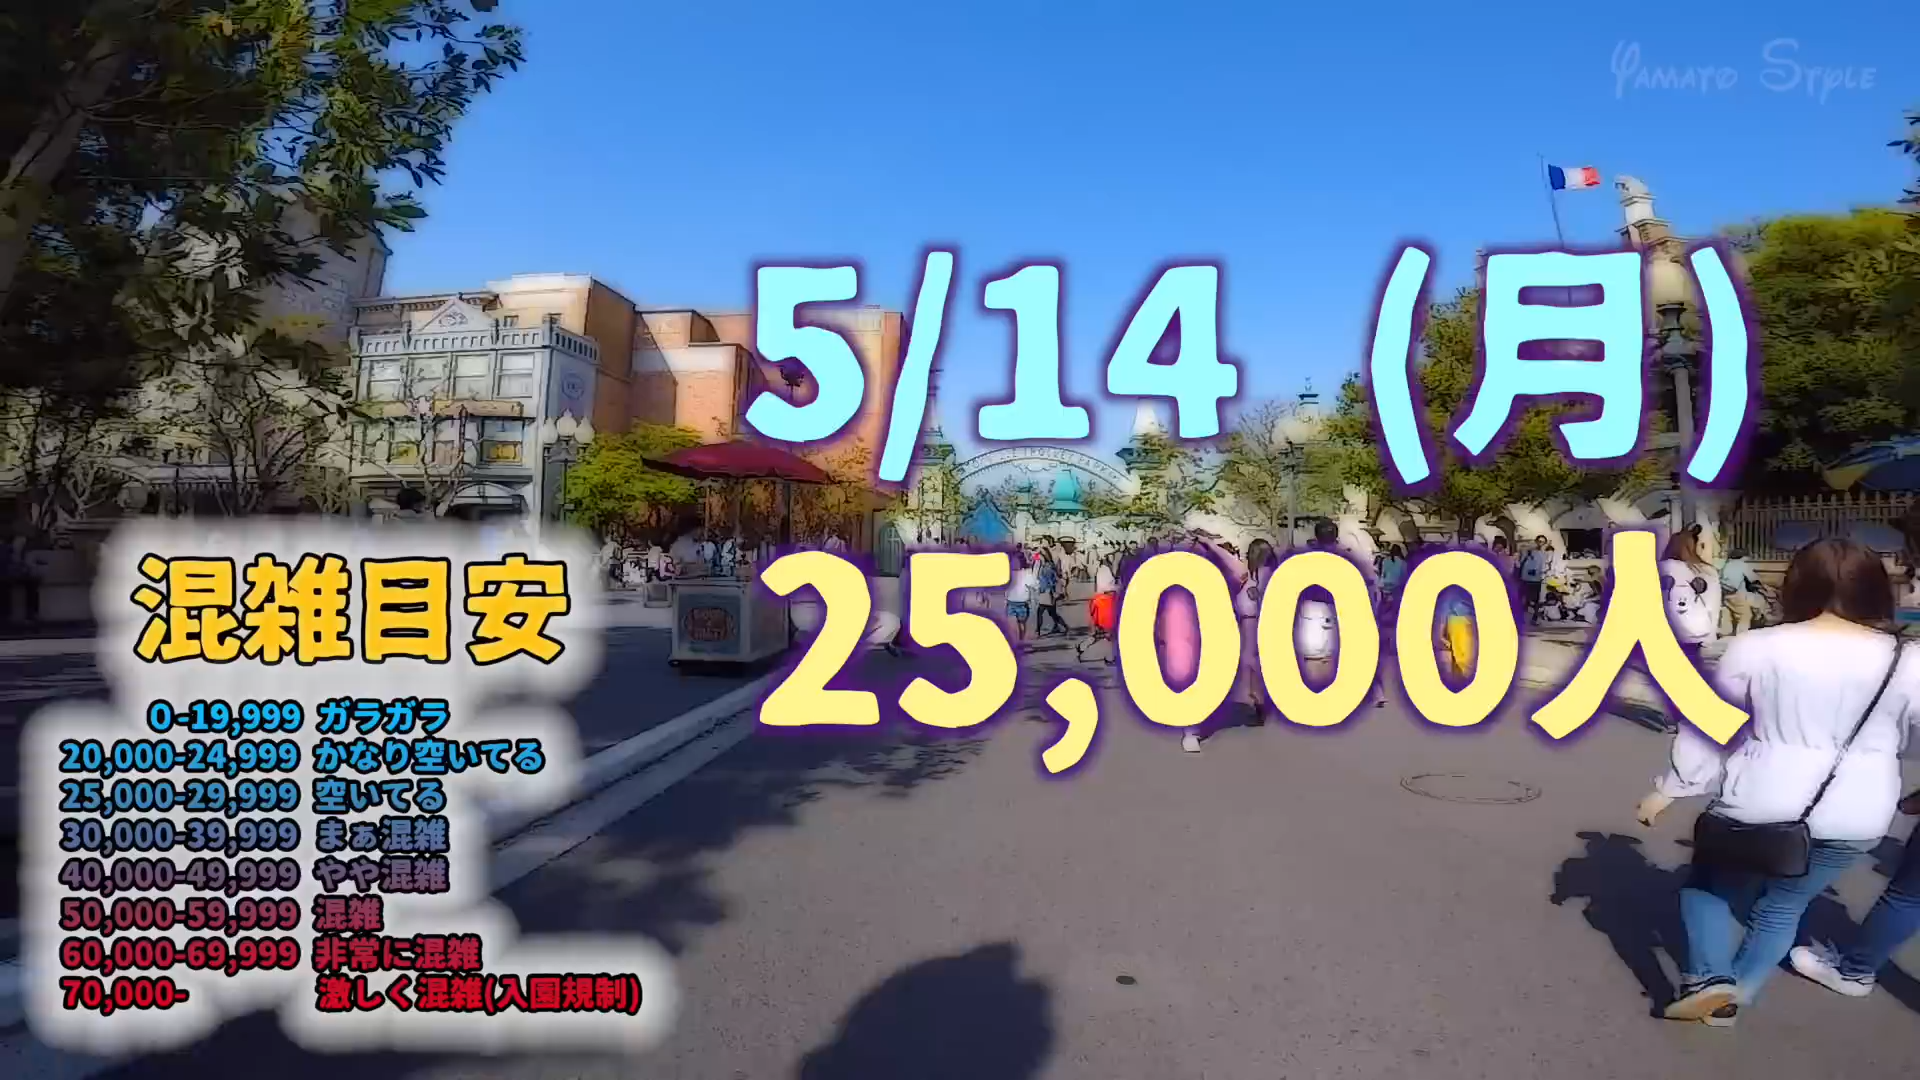 YAMATO STYLE
5/14 (月)
25,000人
混雑目安
0-19,999 ガラガラ
20,000-24,999 かなり空いてる
25,000-29,999 空いてる
30,000-39,999 まぁ混雑
40,000-49,999 やや混雑
50,000-59,999 混雑
60,000-69,999 非常に混雑
70,000- 激しく混雑(入園規制)